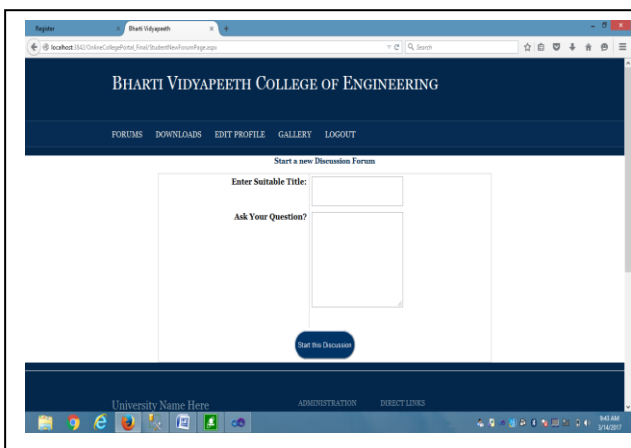 Register × Bharti Vidyapeeth × +
localhost:2842/OnlineCollegePortal_Final/StudentNewForumPage.aspx Search
BHARTI VIDYAPEETH COLLEGE OF ENGINEERING
FORUMS DOWNLOADS EDIT PROFILE GALLERY LOGOUT
Start a new Discussion Forum
Enter Suitable Title:
Ask Your Question?
Start this Discussion
University Name Here ADMINISTRATION DIRECT LINKS
9:43 AM
3/14/2017